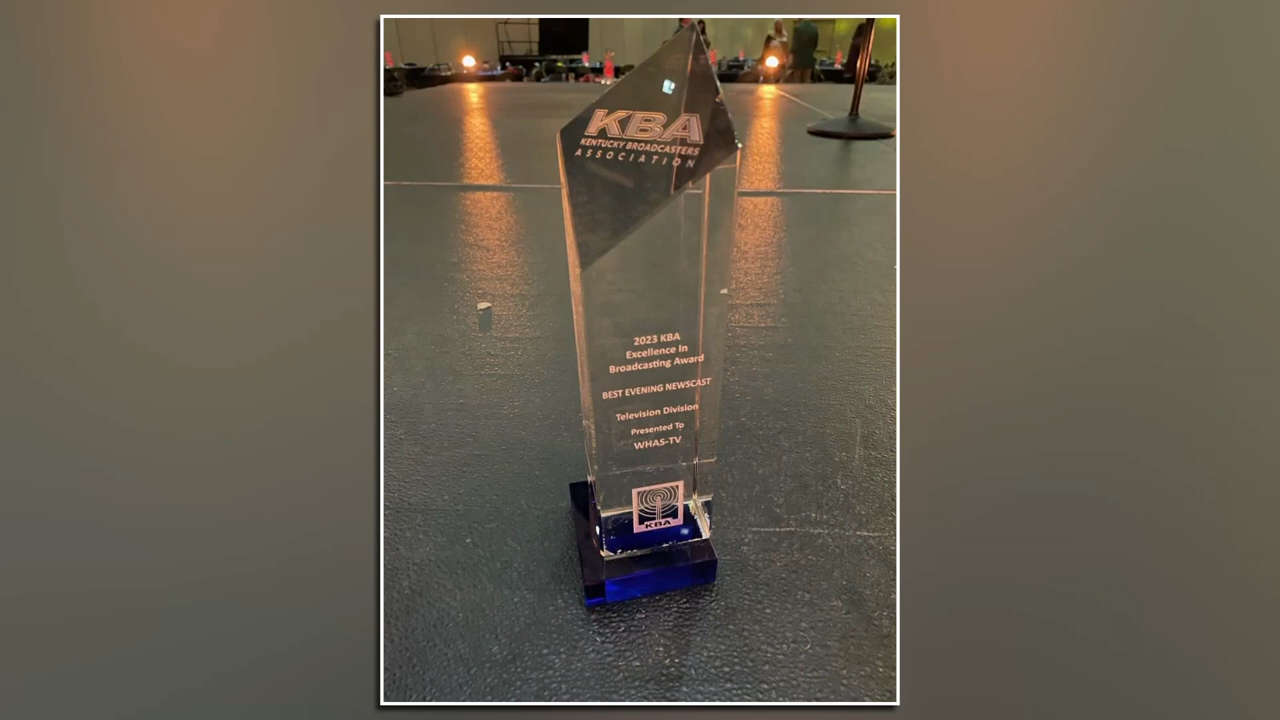 KBA
KENTUCKY BROADCASTERS
ASSOCIATION
2023 KBA
Excellence In
Broadcasting Award
BEST EVENING NEWSCAST
Television Division
Presented To
WHAS-TV
KBA